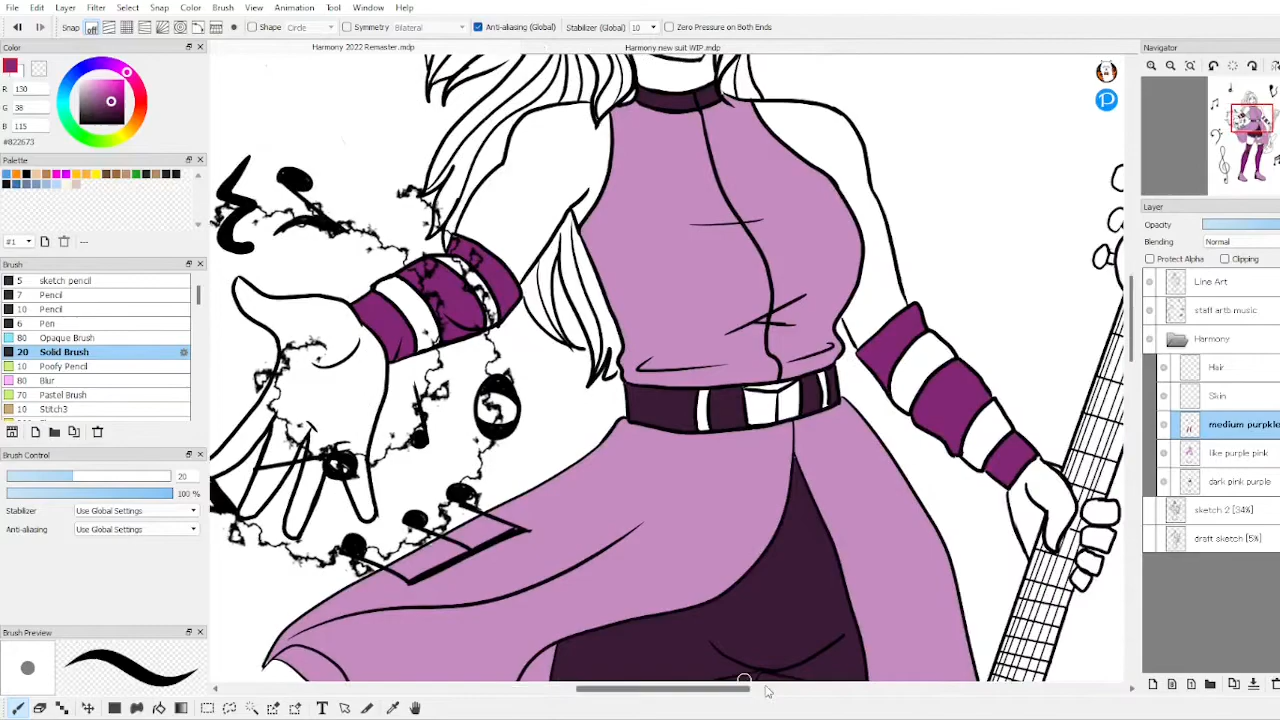 File Edit View Layer Filter Select Snap Color Brush View Animation Tool Window Help
Snap off Shape Circle Symmetry Bilateral Anti-aliasing (Global) Stabilizer (Global) 10 Zero Pressure on Both Ends
Harmony 2022 Remaster.mdp Harmony new suit WIP.mdp
Color
R 130
G 38
B 115
#822673
Palette
#1 ---
Brush
5 sketch pencil
7 Pencil
10 Pencil
6 Pen
80 Opaque Brush
20 Solid Brush
10 Poofy Pencil
80 Blur
70 Pastel Brush
10 Stitch3
Brush Control
20
100 %
Stabilizer Use Global Settings
Anti-aliasing Use Global Settings
Brush Preview
Navigator
Layer
Opacity
Blending Normal
Protect Alpha Clipping
Line Art
staff artb music
Harmony
Hair
Skin
medium purpkle
like purple pink
dark pink purple
sketch 2 [34%]
draft sketch [5%]